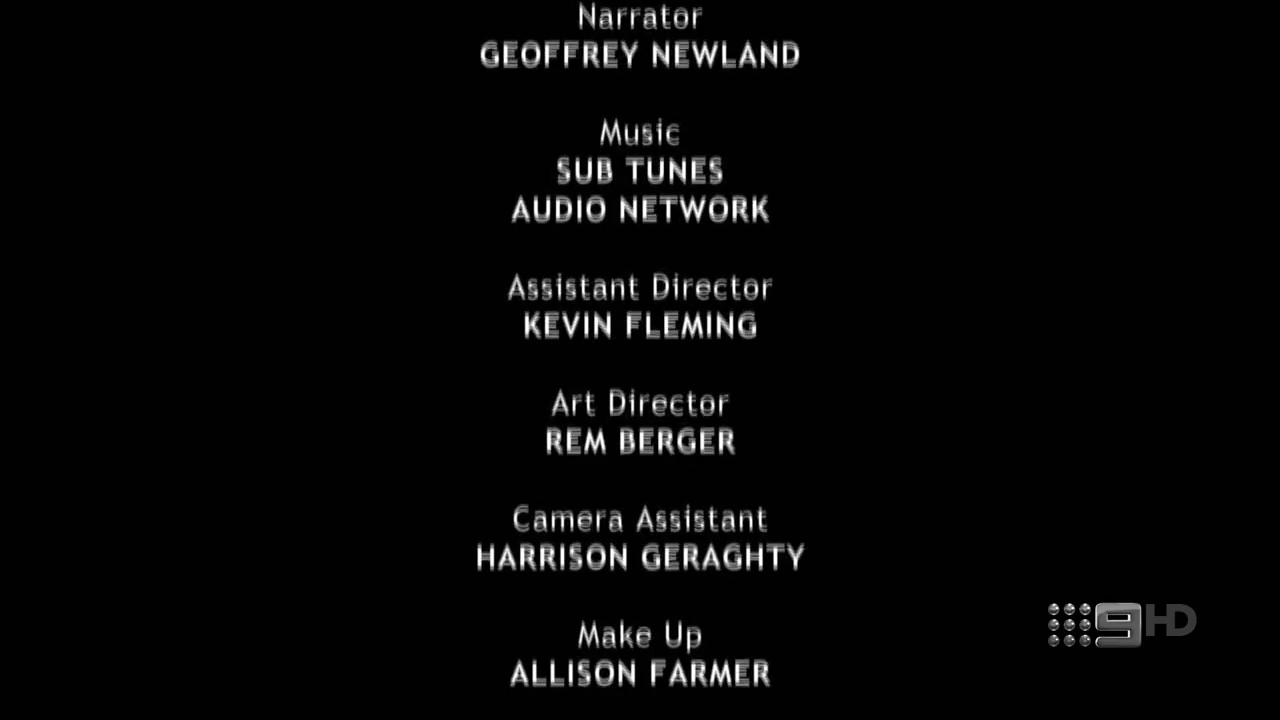 Narrator
GEOFFREY NEWLAND
Music
SUB TUNES
AUDIO NETWORK
Assistant Director
KEVIN FLEMING
Art Director
REM BERGER
Camera Assistant
HARRISON GERAGHTY
Make Up
ALLISON FARMER
9HD